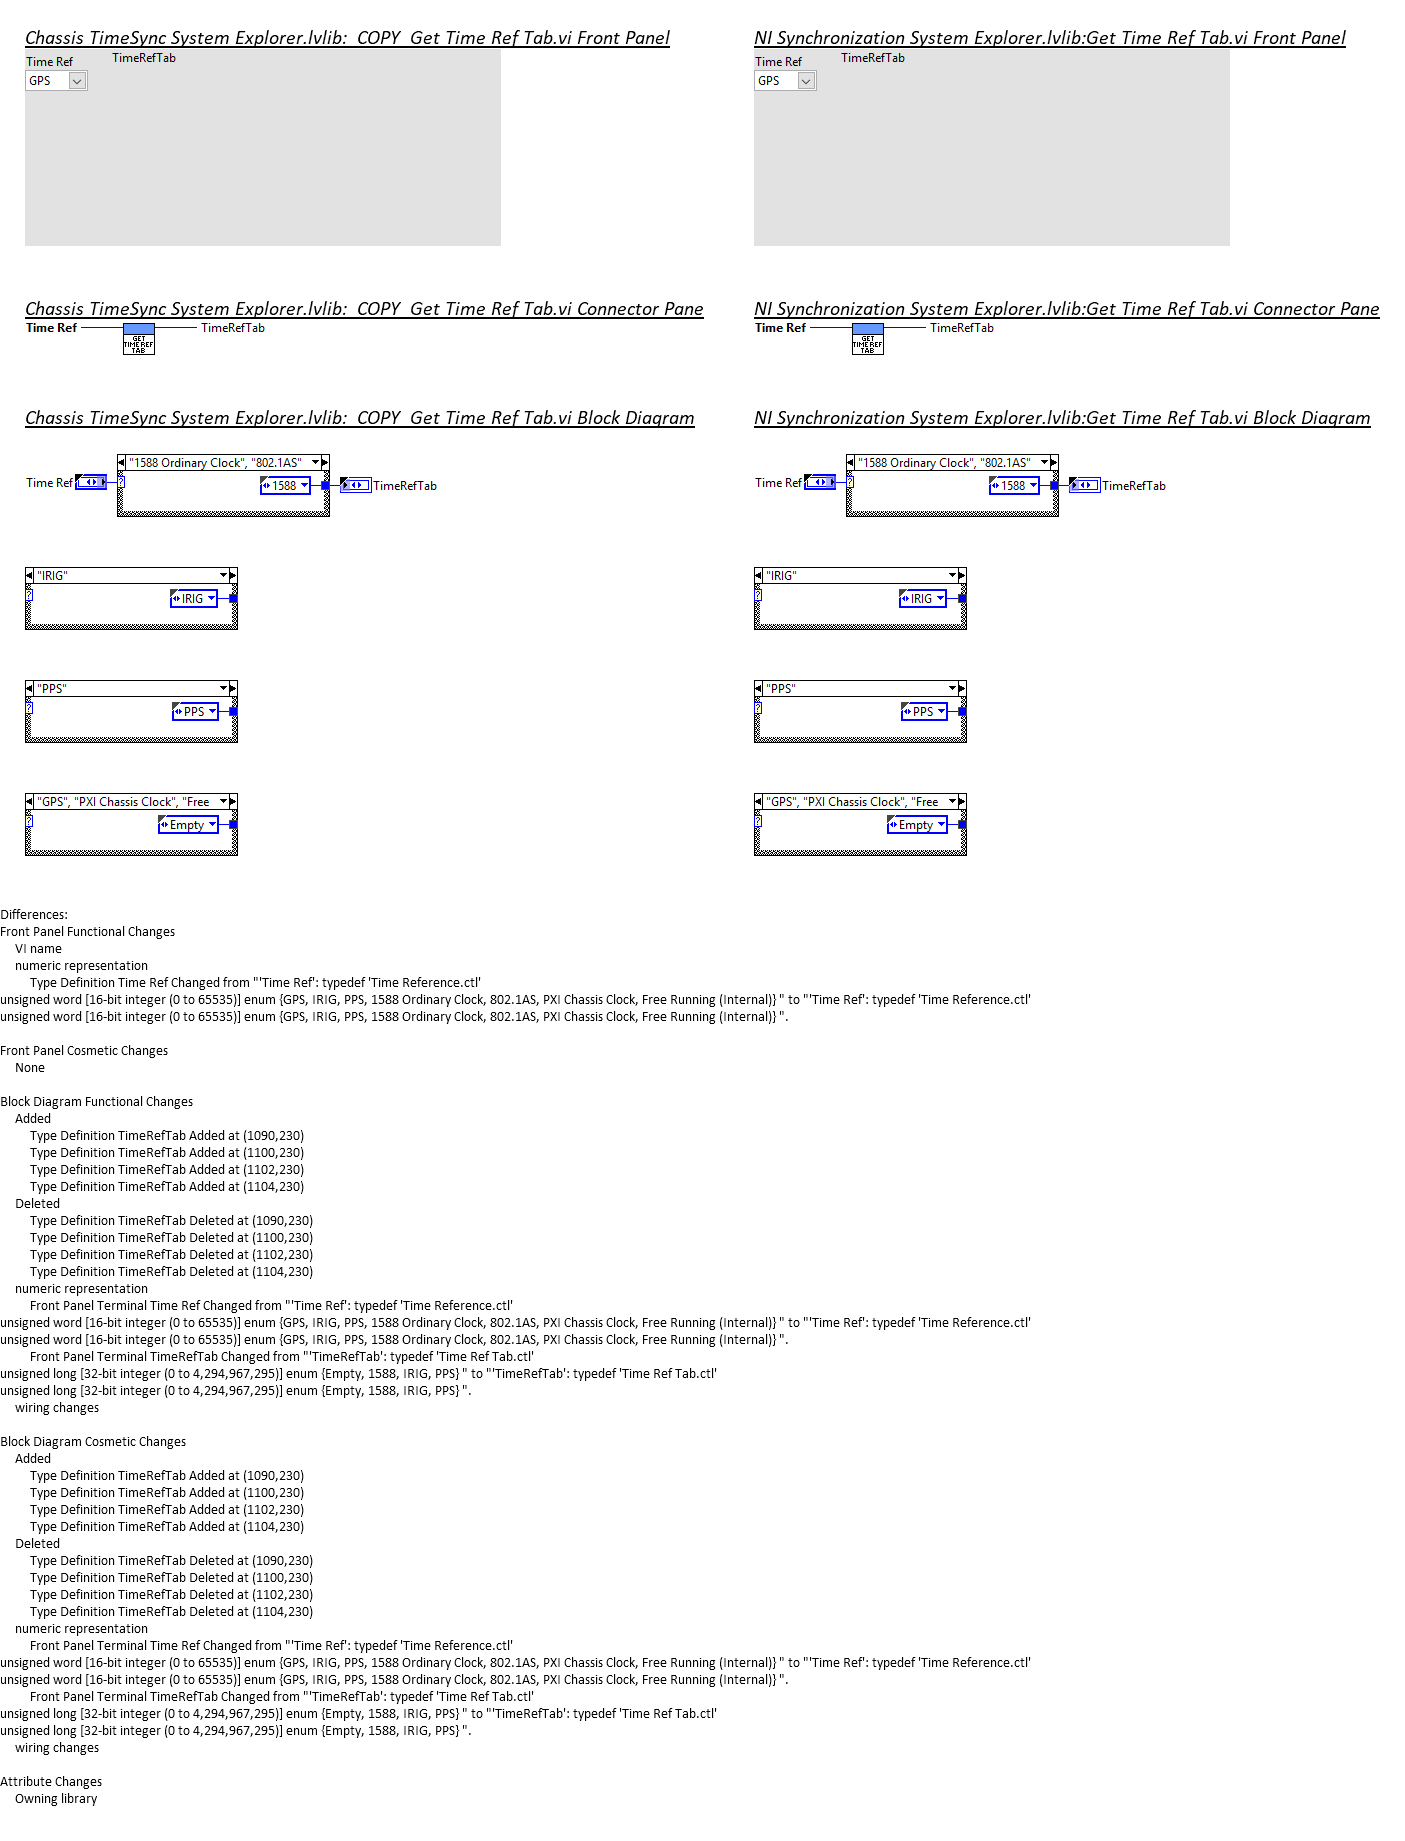 Chassis TimeSync System Explorer.lvlib:  COPY  Get Time Ref Tab.vi Front Panel
Time Ref
TimeRefTab
GPS
NI Synchronization System Explorer.lvlib:Get Time Ref Tab.vi Front Panel
Time Ref
TimeRefTab
GPS
Chassis TimeSync System Explorer.lvlib:  COPY  Get Time Ref Tab.vi Connector Pane
Time Ref
TimeRefTab
GET
TIME REF
TAB
NI Synchronization System Explorer.lvlib:Get Time Ref Tab.vi Connector Pane
Time Ref
TimeRefTab
GET
TIME REF
TAB
Chassis TimeSync System Explorer.lvlib:  COPY  Get Time Ref Tab.vi Block Diagram
"1588 Ordinary Clock", "802.1AS"
Time Ref
?
1588
TimeRefTab
"IRIG"
?
IRIG
"PPS"
?
PPS
"GPS", "PXI Chassis Clock", "Free
?
Empty
NI Synchronization System Explorer.lvlib:Get Time Ref Tab.vi Block Diagram
"1588 Ordinary Clock", "802.1AS"
Time Ref
?
1588
TimeRefTab
"IRIG"
?
IRIG
"PPS"
?
PPS
"GPS", "PXI Chassis Clock", "Free
?
Empty
Differences:
Front Panel Functional Changes
VI name
numeric representation
Type Definition Time Ref Changed from "'Time Ref': typedef 'Time Reference.ctl'
unsigned word [16-bit integer (0 to 65535)] enum {GPS, IRIG, PPS, 1588 Ordinary Clock, 802.1AS, PXI Chassis Clock, Free Running (Internal)} " to "'Time Ref': typedef 'Time Reference.ctl'
unsigned word [16-bit integer (0 to 65535)] enum {GPS, IRIG, PPS, 1588 Ordinary Clock, 802.1AS, PXI Chassis Clock, Free Running (Internal)} ".
Front Panel Cosmetic Changes
None
Block Diagram Functional Changes
Added
Type Definition TimeRefTab Added at (1090,230)
Type Definition TimeRefTab Added at (1100,230)
Type Definition TimeRefTab Added at (1102,230)
Type Definition TimeRefTab Added at (1104,230)
Deleted
Type Definition TimeRefTab Deleted at (1090,230)
Type Definition TimeRefTab Deleted at (1100,230)
Type Definition TimeRefTab Deleted at (1102,230)
Type Definition TimeRefTab Deleted at (1104,230)
numeric representation
Front Panel Terminal Time Ref Changed from "'Time Ref': typedef 'Time Reference.ctl'
unsigned word [16-bit integer (0 to 65535)] enum {GPS, IRIG, PPS, 1588 Ordinary Clock, 802.1AS, PXI Chassis Clock, Free Running (Internal)} " to "'Time Ref': typedef 'Time Reference.ctl'
unsigned word [16-bit integer (0 to 65535)] enum {GPS, IRIG, PPS, 1588 Ordinary Clock, 802.1AS, PXI Chassis Clock, Free Running (Internal)} ".
Front Panel Terminal TimeRefTab Changed from "'TimeRefTab': typedef 'Time Ref Tab.ctl'
unsigned long [32-bit integer (0 to 4,294,967,295)] enum {Empty, 1588, IRIG, PPS} " to "'TimeRefTab': typedef 'Time Ref Tab.ctl'
unsigned long [32-bit integer (0 to 4,294,967,295)] enum {Empty, 1588, IRIG, PPS} ".
wiring changes
Block Diagram Cosmetic Changes
Added
Type Definition TimeRefTab Added at (1090,230)
Type Definition TimeRefTab Added at (1100,230)
Type Definition TimeRefTab Added at (1102,230)
Type Definition TimeRefTab Added at (1104,230)
Deleted
Type Definition TimeRefTab Deleted at (1090,230)
Type Definition TimeRefTab Deleted at (1100,230)
Type Definition TimeRefTab Deleted at (1102,230)
Type Definition TimeRefTab Deleted at (1104,230)
numeric representation
Front Panel Terminal Time Ref Changed from "'Time Ref': typedef 'Time Reference.ctl'
unsigned word [16-bit integer (0 to 65535)] enum {GPS, IRIG, PPS, 1588 Ordinary Clock, 802.1AS, PXI Chassis Clock, Free Running (Internal)} " to "'Time Ref': typedef 'Time Reference.ctl'
unsigned word [16-bit integer (0 to 65535)] enum {GPS, IRIG, PPS, 1588 Ordinary Clock, 802.1AS, PXI Chassis Clock, Free Running (Internal)} ".
Front Panel Terminal TimeRefTab Changed from "'TimeRefTab': typedef 'Time Ref Tab.ctl'
unsigned long [32-bit integer (0 to 4,294,967,295)] enum {Empty, 1588, IRIG, PPS} " to "'TimeRefTab': typedef 'Time Ref Tab.ctl'
unsigned long [32-bit integer (0 to 4,294,967,295)] enum {Empty, 1588, IRIG, PPS} ".
wiring changes
Attribute Changes
Owning library